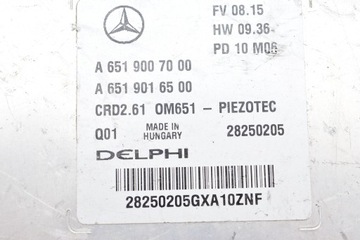 FV 08.15
HW 09.36
PD 10 M06
A 651 900 70 00
A 651 901 65 00
CRD2.61 OM651 - PIEZOTEC
Q01 MADE IN HUNGARY 28250205
DELPHI
28250205GXA10ZNF